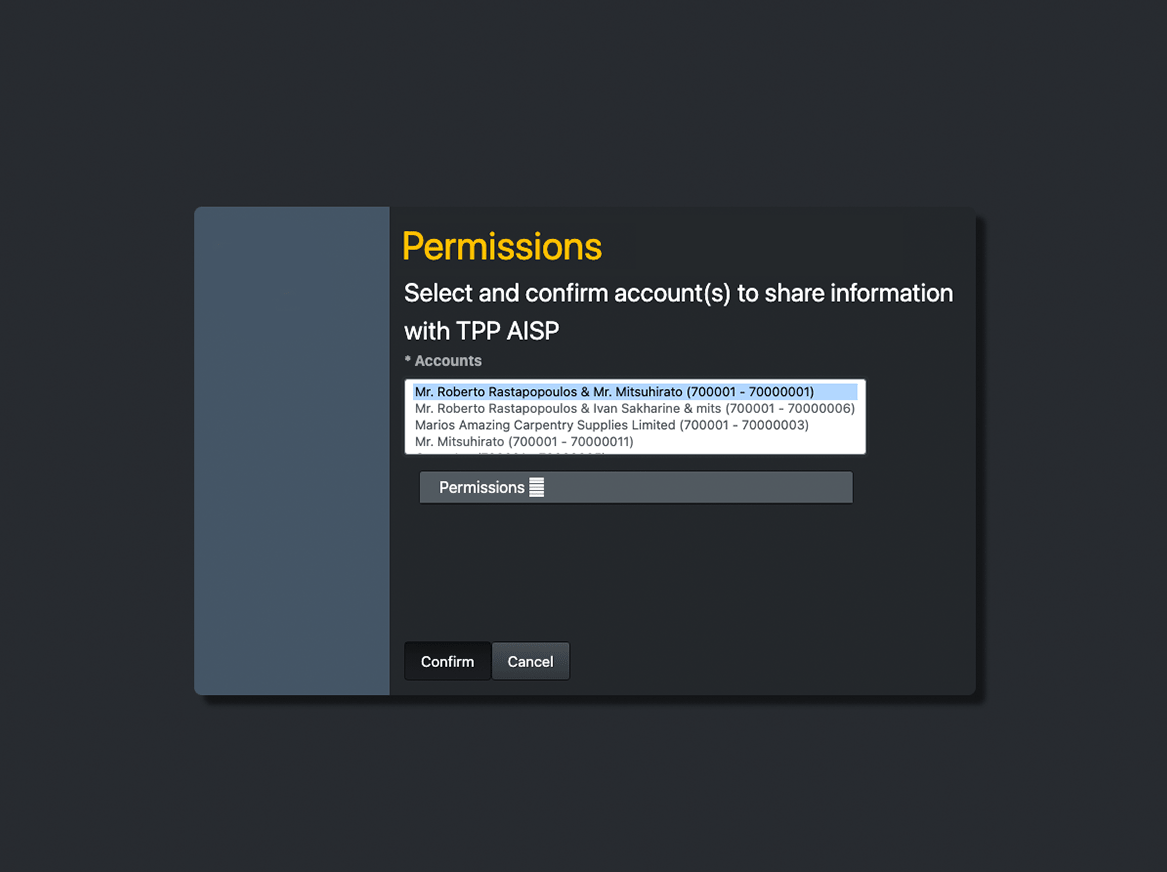 Permissions
Select and confirm account(s) to share information
with TPP AISP
* Accounts
Mr. Roberto Rastapopoulos & Mr. Mitsuhirato (700001 - 70000001)
Mr. Roberto Rastapopoulos & Ivan Sakharine & mits (700001 - 70000006)
Marios Amazing Carpentry Supplies Limited (700001 - 70000003)
Mr. Mitsuhirato (700001 - 70000011)
Permissions
Confirm Cancel